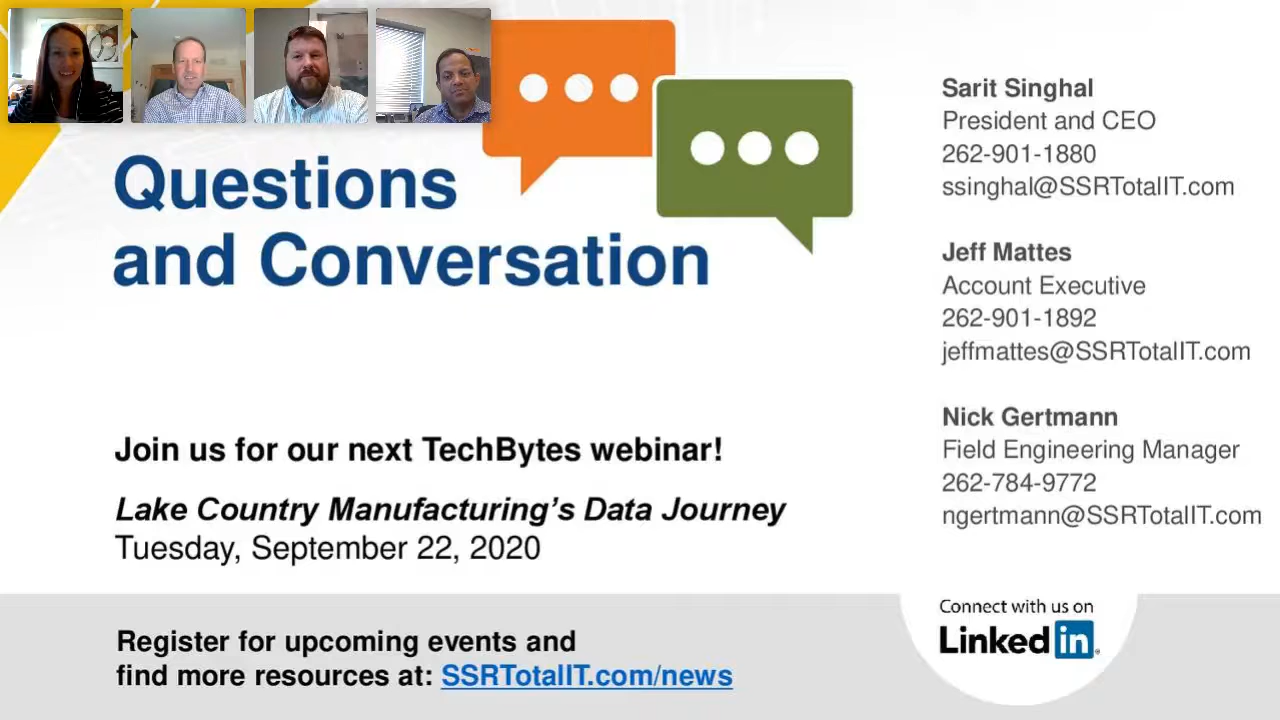 Questions
and Conversation
Join us for our next TechBytes webinar!
Lake Country Manufacturing's Data Journey
Tuesday, September 22, 2020
Register for upcoming events and
find more resources at: SSRTotalIT.com/news
Sarit Singhal
President and CEO
262-901-1880
ssinghal@SSRTotalIT.com
Jeff Mattes
Account Executive
262-901-1892
jeffmattes@SSRTotalIT.com
Nick Gertmann
Field Engineering Manager
262-784-9772
ngertmann@SSRTotalIT.com
Connect with us on
Linked in